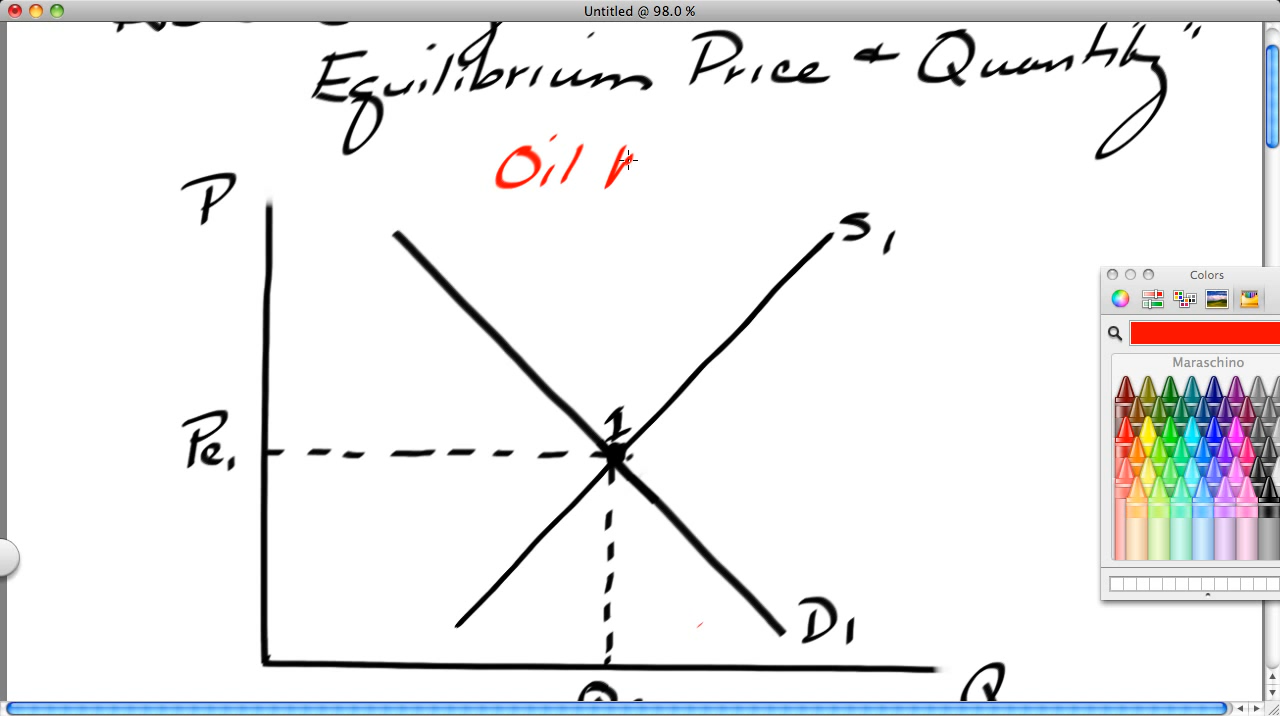 Untitled @ 98.0 %
Equilibrium Price + Quantity"
Oil
P
S1
Colors
Maraschino
1
Pe1
D1
Q